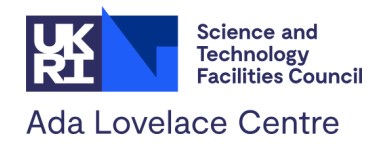 UK
RI
Science and
Technology
Facilities Council
Ada Lovelace Centre